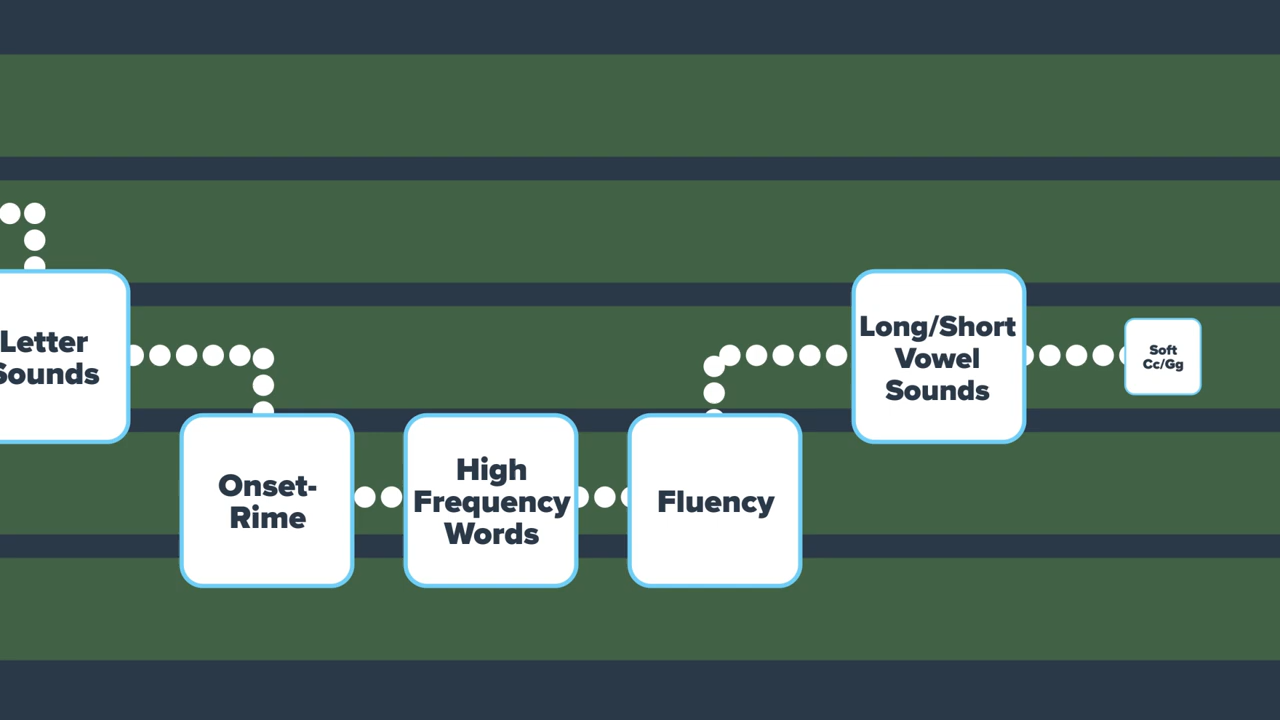 Letter
Sounds
Onset-
Rime
High
Frequency
Words
Fluency
Long/Short
Vowel
Sounds
Soft
Cc/Gg